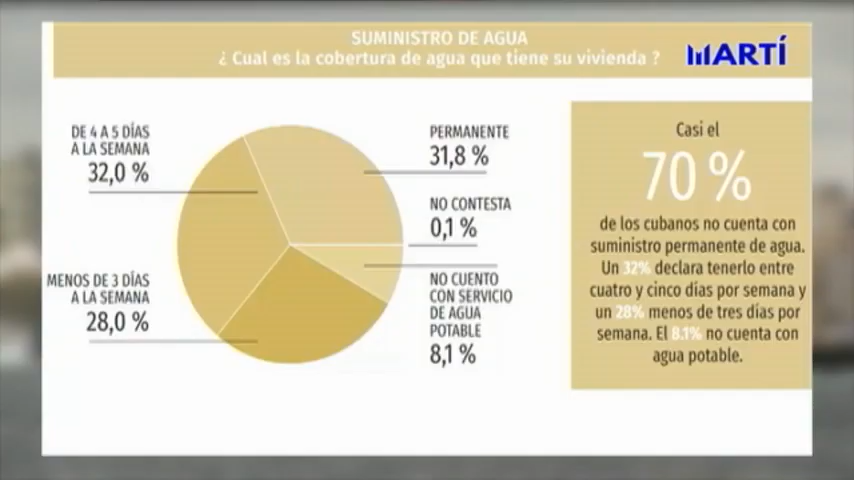 SUMINISTRO DE AGUA
¿ Cual es la cobertura de agua que tiene su vivienda ?
MARTÍ
DE 4 A 5 DÍAS
A LA SEMANA
32,0 %
MENOS DE 3 DÍAS
A LA SEMANA
28,0 %
PERMANENTE
31,8 %
NO CONTESTA
0,1 %
NO CUENTO
CON SERVICIO
DE AGUA
POTABLE
8,1 %
Casi el
70 %
de los cubanos no cuenta con
suministro permanente de agua.
Un 32% declara tenerlo entre
cuatro y cinco días por semana y
un 28% menos de tres días por
semana. El 8.1% no cuenta con
agua potable.